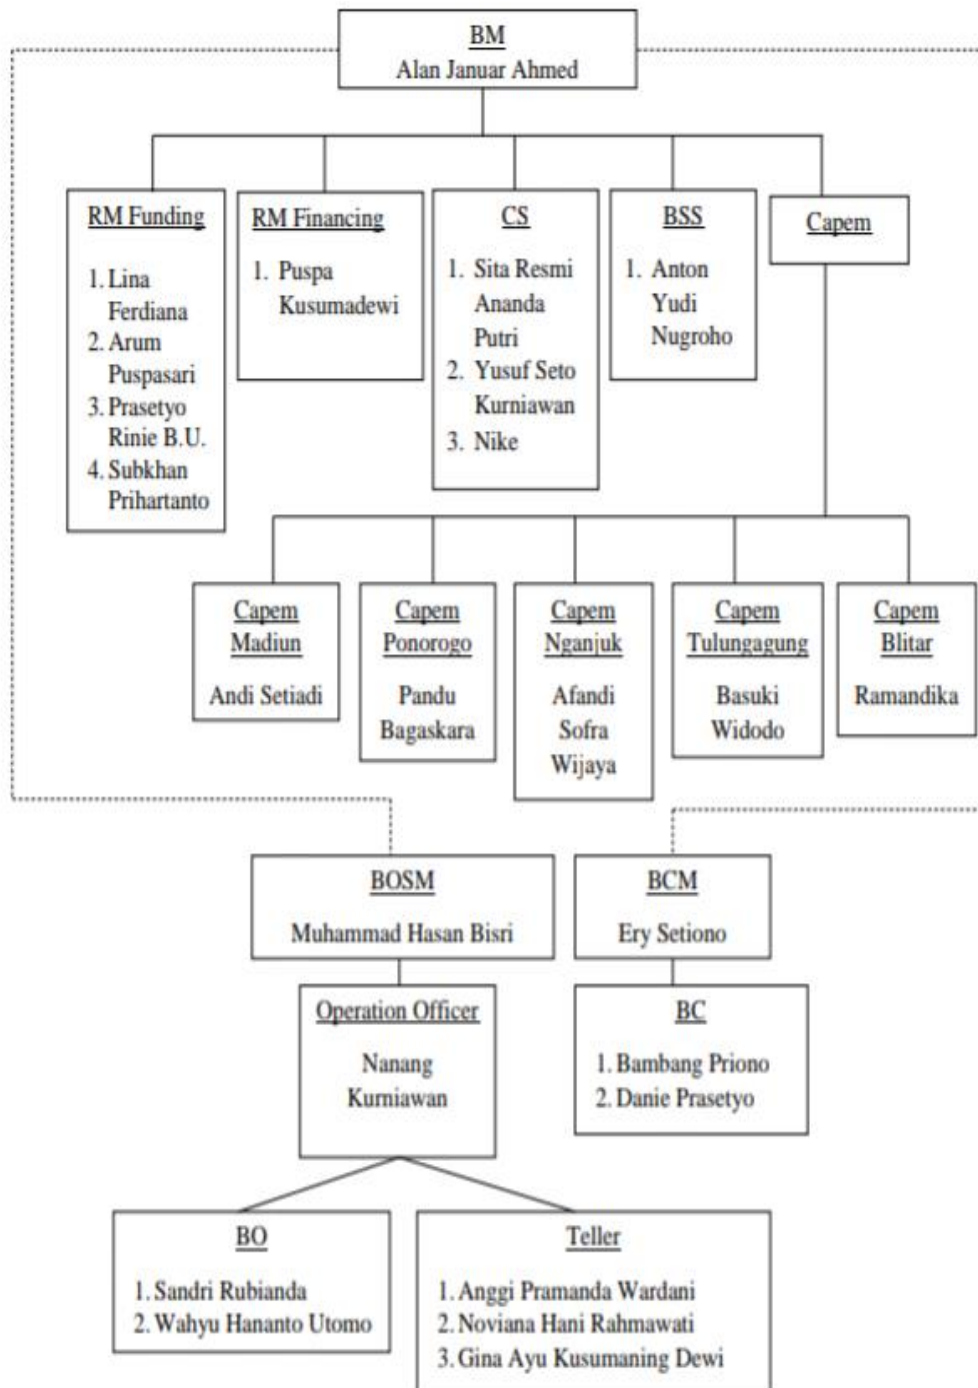 BM
Alan Januar Ahmed
RM Funding
1. Lina
Ferdiana
2. Arum
Puspasari
3. Prasetyo
Rinie B.U.
4. Subkhan
Prihartanto
RM Financing
1. Puspa
Kusumadewi
CS
1. Sita Resmi
Ananda
Putri
2. Yusuf Seto
Kurniawan
3. Nike
BSS
1. Anton
Yudi
Nugroho
Capem
Capem
Madiun
Andi Setiadi
Capem
Ponorogo
Pandu
Bagaskara
Capem
Nganjuk
Afandi
Sofra
Wijaya
Capem
Tulungagung
Basuki
Widodo
Capem
Blitar
Ramandika
BOSM
Muhammad Hasan Bisri
BCM
Ery Setiono
Operation Officer
Nanang
Kurniawan
BC
1. Bambang Priono
2. Danie Prasetyo
BO
1. Sandri Rubianda
2. Wahyu Hananto Utomo
Teller
1. Anggi Pramanda Wardani
2. Noviana Hani Rahmawati
3. Gina Ayu Kusumaning Dewi